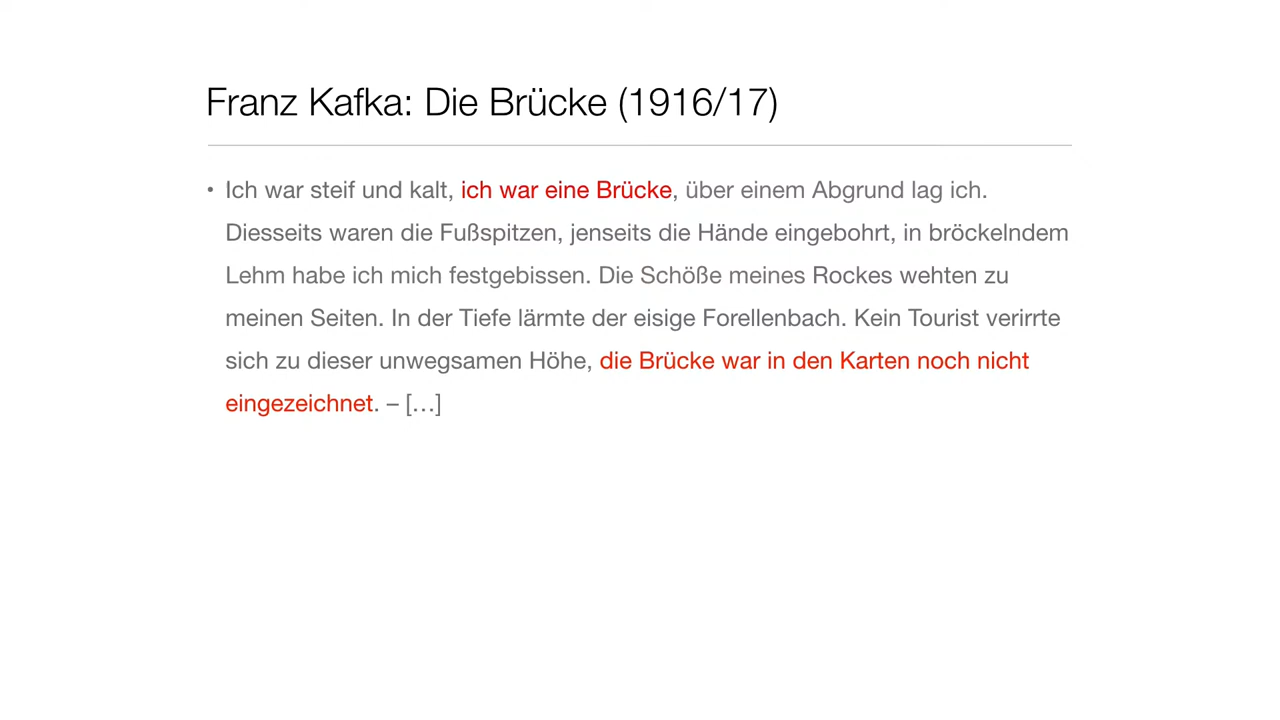 Franz Kafka: Die Brücke (1916/17)
• Ich war steif und kalt, ich war eine Brücke, über einem Abgrund lag ich.
Diesseits waren die Fußspitzen, jenseits die Hände eingebohrt, in bröckelndem
Lehm habe ich mich festgebissen. Die Schöße meines Rockes wehten zu
meinen Seiten. In der Tiefe lärmte der eisige Forellenbach. Kein Tourist verirrte
sich zu dieser unwegsamen Höhe, die Brücke war in den Karten noch nicht
eingezeichnet. – […]